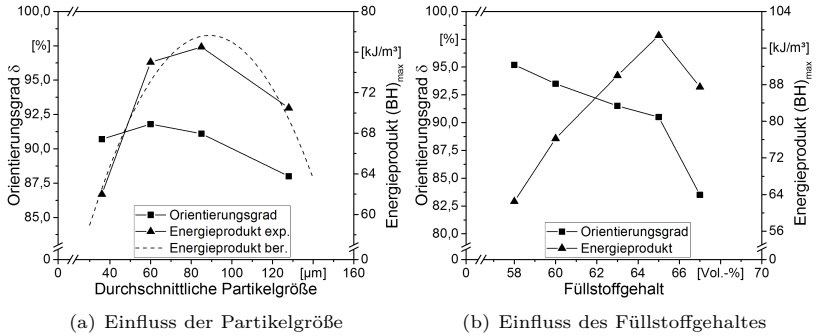 100,0
[%]
95,0
92,5
90,0
87,5
85,0
0
Orientierungsgrad δ
80
[kJ/m³]
72
68
64
60
0
Energieprodukt (BH)max
Orientierungsgrad
Energieprodukt exp.
Energieprodukt ber.
0 40 60 80 100 120 [µm] 160
Durchschnittliche Partikelgröße
(a) Einfluss der Partikelgröße
100,0
[%]
95,0
92,5
90,0
87,5
85,0
82,5
80,0
0
Orientierungsgrad δ
104
[kJ/m³]
88
80
72
64
56
0
Energieprodukt (BH)max
Orientierungsgrad
Energieprodukt
0 58 60 62 64 66 [Vol.-%] 70
Füllstoffgehalt
(b) Einfluss des Füllstoffgehaltes